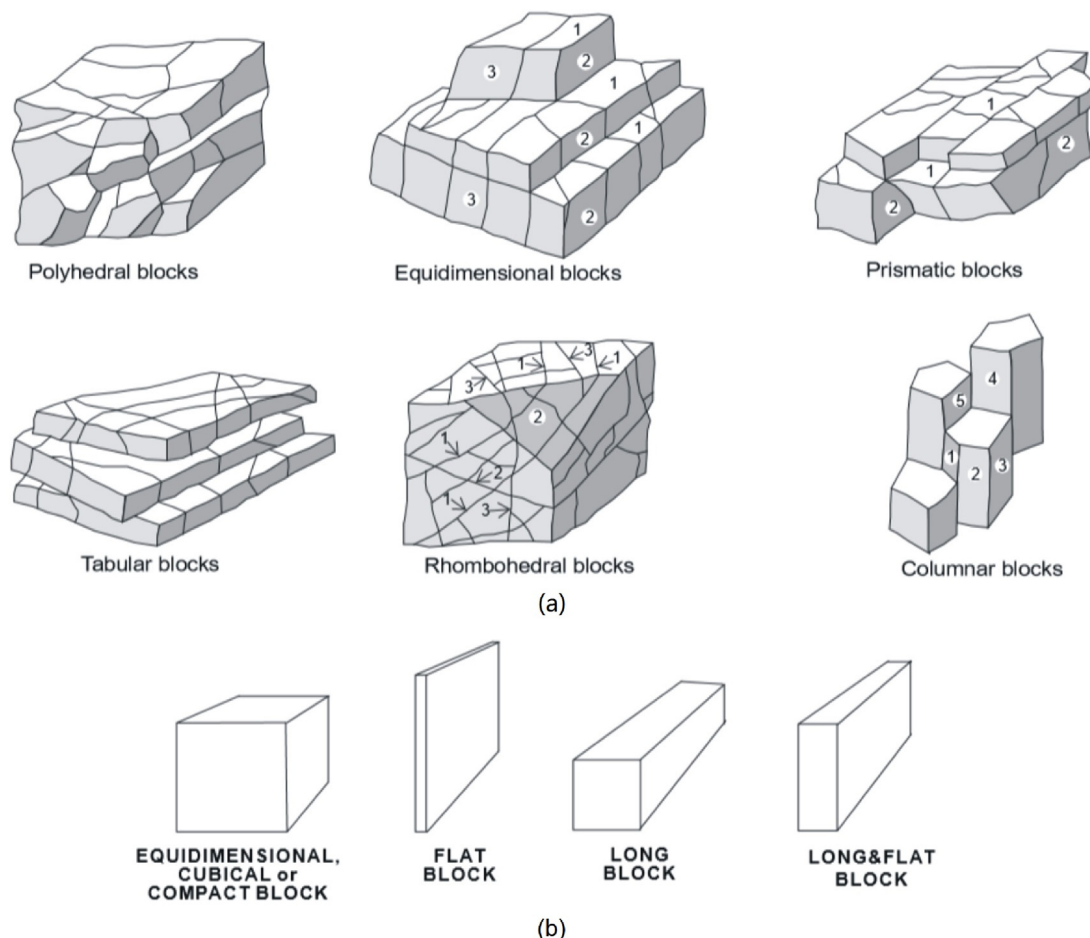 1
2
3
1
2
1
3
2
Polyhedral blocks
Equidimensional blocks
1
1
2
2
Prismatic blocks
1
3
1
3
2
1
2
1
3
Tabular blocks
Rhombohedral blocks
4
5
1
2
3
Columnar blocks
(a)
EQUIDIMENSIONAL,
CUBICAL or
COMPACT BLOCK
FLAT
BLOCK
LONG
BLOCK
LONG&FLAT
BLOCK
(b)